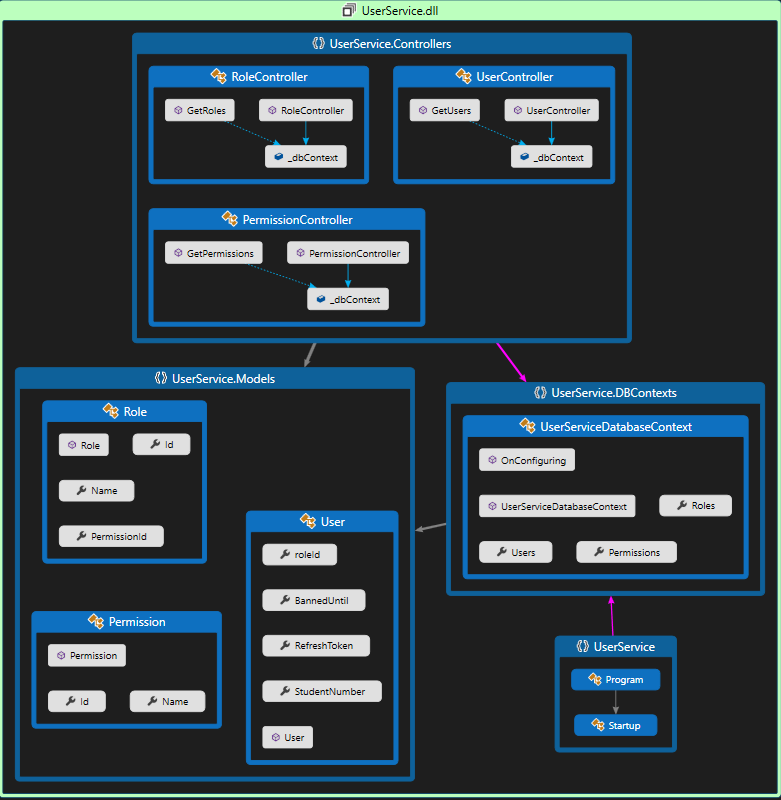 UserService.dll
UserService.Controllers
RoleController
GetRoles
RoleController
_dbContext
UserController
GetUsers
UserController
_dbContext
PermissionController
GetPermissions
PermissionController
_dbContext
UserService.Models
Role
Role
Id
Name
PermissionId
User
roleId
BannedUntil
RefreshToken
StudentNumber
User
Permission
Permission
Id
Name
UserService.DBContexts
UserServiceDatabaseContext
OnConfiguring
UserServiceDatabaseContext
Roles
Users
Permissions
UserService
Program
Startup